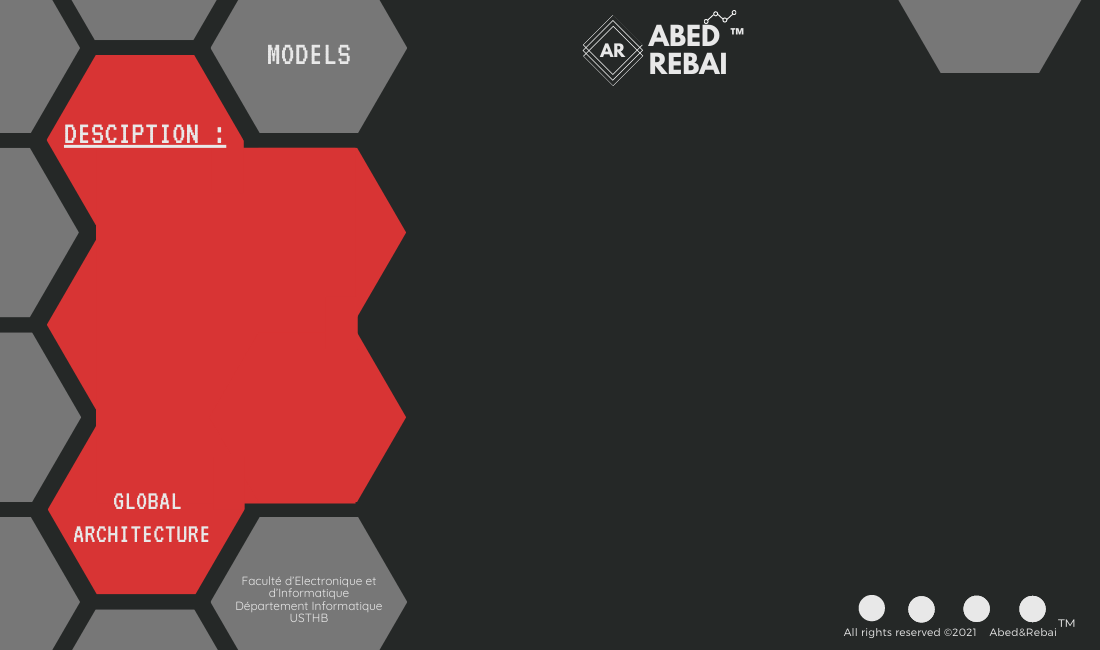 MODELS
AR
ABED ™
REBAI
DESCIPTION :
GLOBAL
ARCHITECTURE
Faculté d'Electronique et
d'Informatique
Département Informatique
USTHB
All rights reserved ©2021 Abed&Rebai TM